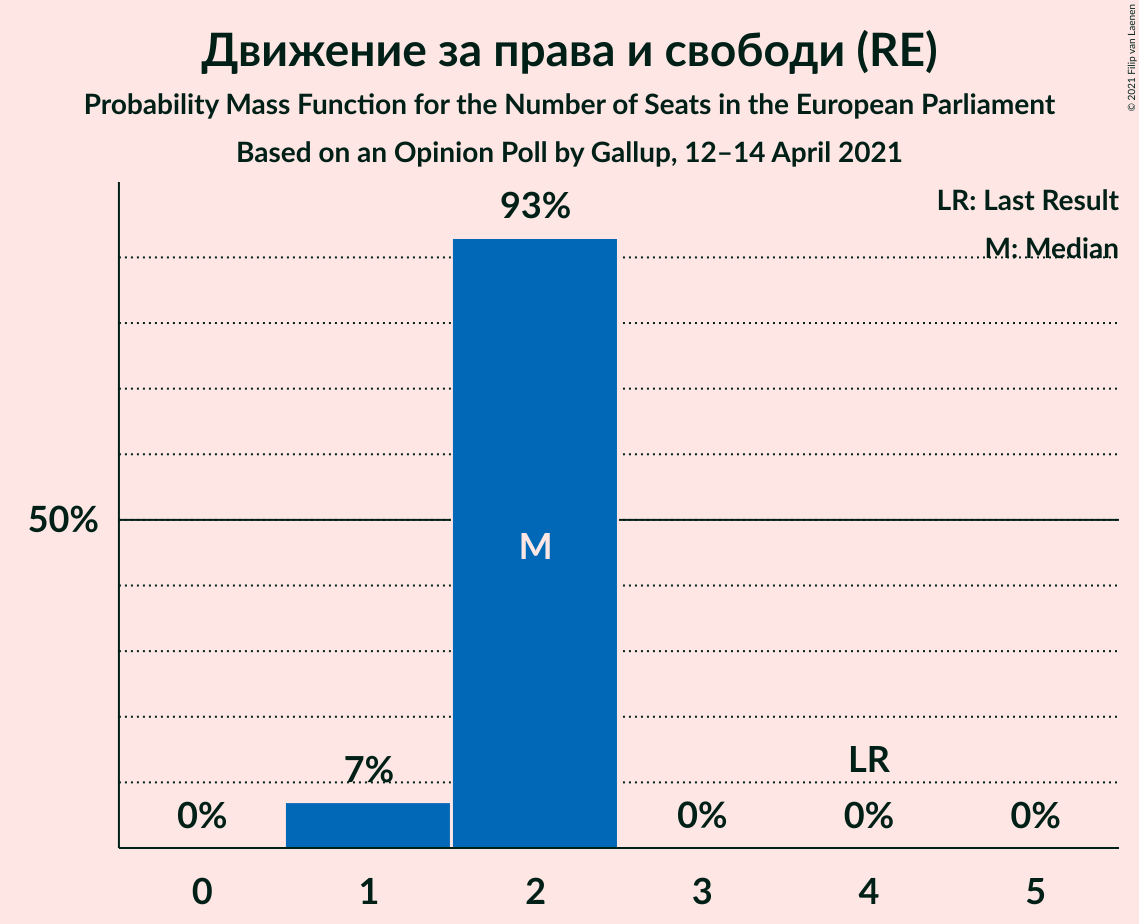 Движение за права и свободи (RE)
Probability Mass Function for the Number of Seats in the European Parliament
Based on an Opinion Poll by Gallup, 12–14 April 2021
© 2021 Filip van Laenen
LR: Last Result
M: Median
93%
50%
M
7%
LR
0%
0%
0%
0%
0 1 2 3 4 5